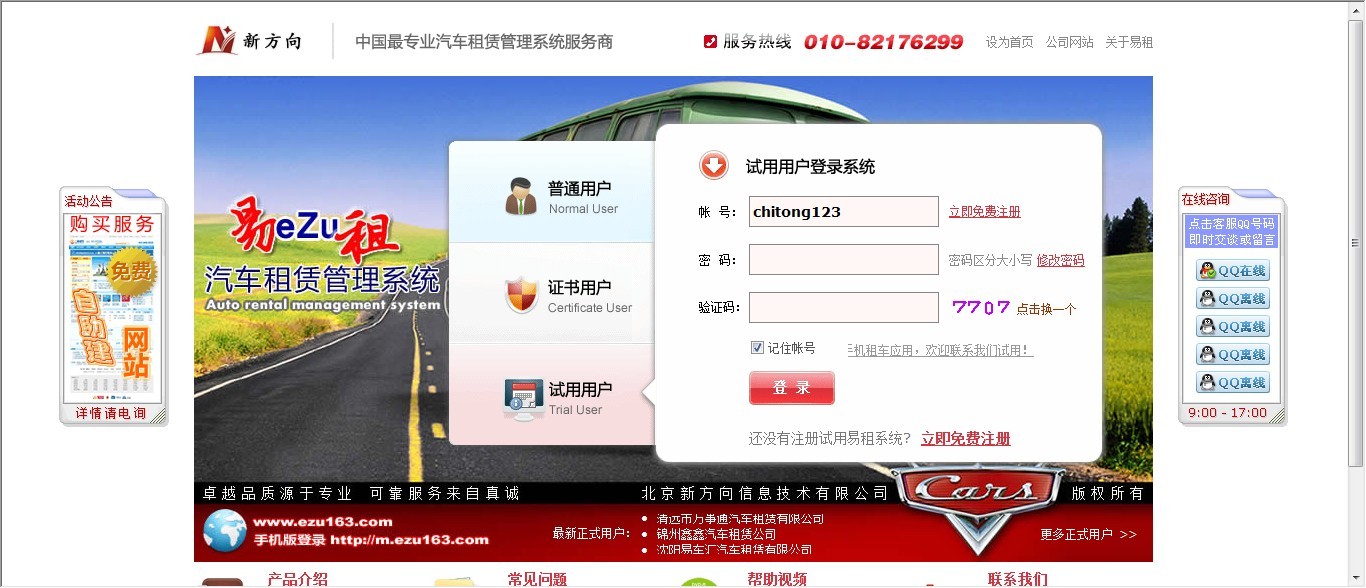 新方向
中国最专业汽车租赁管理系统服务商
服务热线 010-82176299
设为首页 公司网站 关于易租
易eZu租
汽车租赁管理系统
Auto rental management system
普通用户
Normal User
证书用户
Certificate User
试用用户
Trial User
试用用户登录系统
帐 号: chitong123 立即免费注册
密 码: 密码区分大小写 修改密码
验证码: 7707 点击换一个
记住帐号 手机租车应用，欢迎联系我们试用！
登 录
还没有注册试用易租系统? 立即免费注册
活动公告
购买服务
免费
自助建
网站
详情请电询
在线咨询
点击客服QQ号码
即时交谈或留言
QQ在线
QQ离线
QQ离线
QQ离线
QQ离线
9:00 - 17:00
卓越品质源于专业 可靠服务来自真诚
北京新方向信息技术有限公司
Cars
版权所有
www.ezu163.com
手机版登录 http://m.ezu163.com
最新正式用户:
清远市万事通汽车租赁有限公司
锦州鑫鑫汽车租赁公司
沈阳易车汇汽车租赁有限公司
更多正式用户 >>
产品介绍
常见问题
帮助视频
联系我们